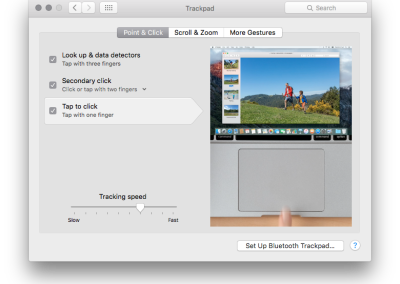 Trackpad
Search
Point & Click Scroll & Zoom More Gestures
Look up & data detectors
Tap with three fingers
Secondary click
Click or tap with two fingers
Tap to click
Tap with one finger
Tracking speed
Slow Fast
Set Up Bluetooth Trackpad...
?